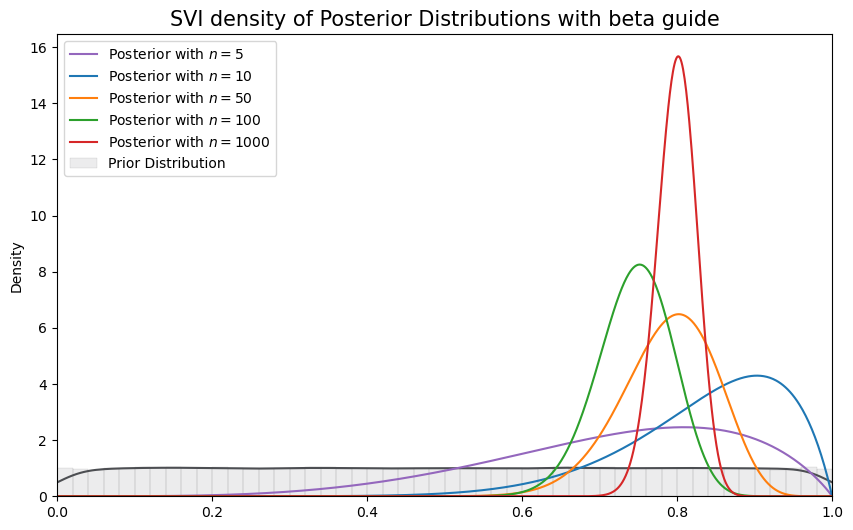 SVI density of Posterior Distributions with beta guide
Posterior with n = 5
Posterior with n = 10
Posterior with n = 50
Posterior with n = 100
Posterior with n = 1000
Prior Distribution
Density
16
14
12
10
8
6
4
2
0
0.0 0.2 0.4 0.6 0.8 1.0